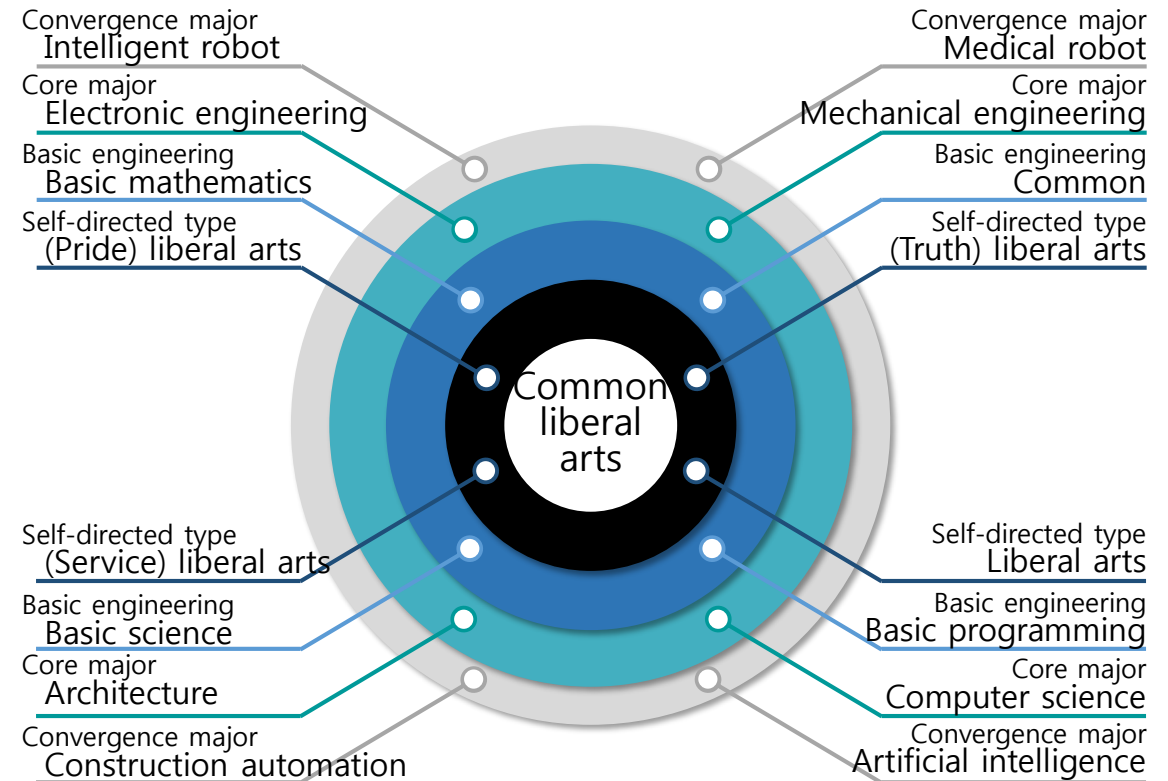 Convergence major
Intelligent robot
Core major
Electronic engineering
Basic engineering
Basic mathematics
Self-directed type
(Pride) liberal arts
Convergence major
Medical robot
Core major
Mechanical engineering
Basic engineering
Common
Self-directed type
(Truth) liberal arts
Common
liberal
arts
Self-directed type
(Service) liberal arts
Basic engineering
Basic science
Core major
Architecture
Convergence major
Construction automation
Self-directed type
Liberal arts
Basic engineering
Basic programming
Core major
Computer science
Convergence major
Artificial intelligence